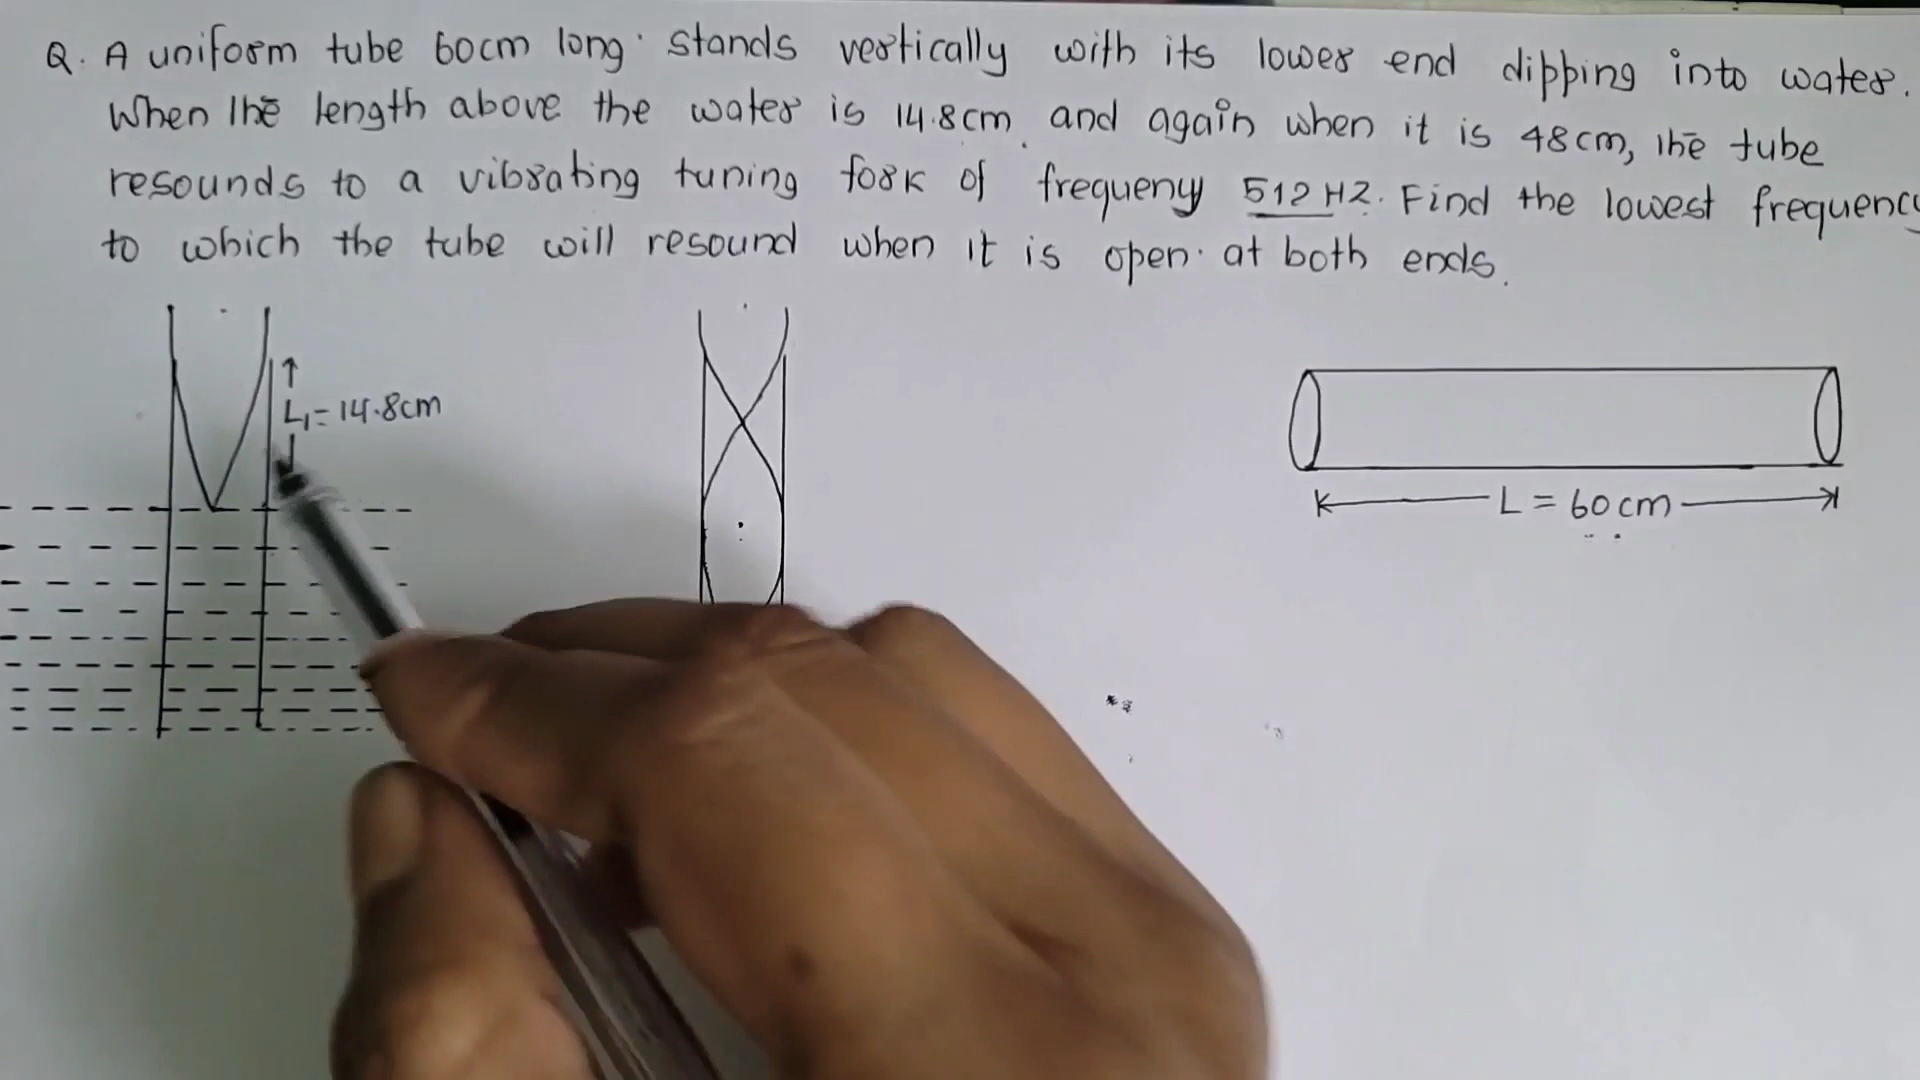 Q. A uniform tube 60cm long stands vertically with its lower end dipping into water.
When the length above the water is 14.8cm and again when it is 48cm, the tube
resounds to a vibrating tuning fork of frequeny 512 HZ. Find the lowest frequency
to which the tube will resound when it is open at both ends.
L₁ = 14.8cm
L = 60cm